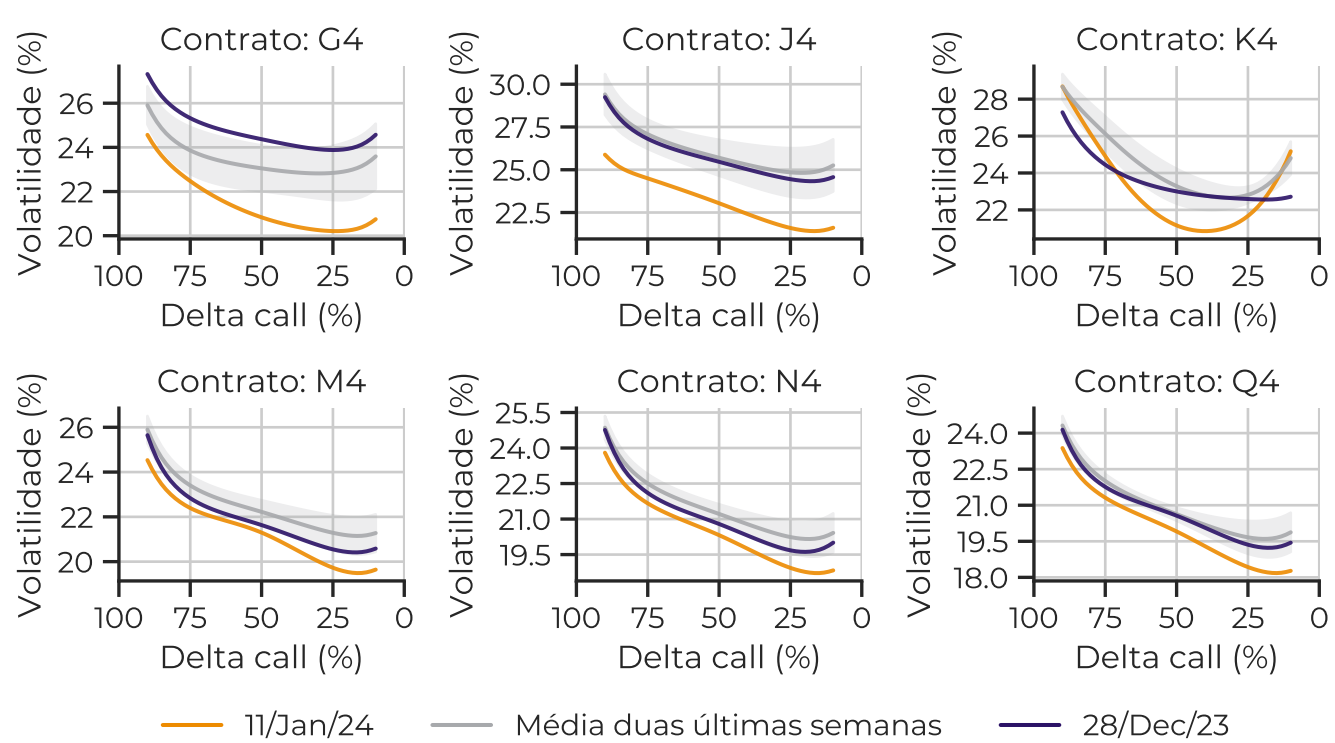 Contrato: G4
Volatilidade (%)
26
24
22
20
100 75 50 25 0
Delta call (%)
Contrato: J4
Volatilidade (%)
30.0
27.5
25.0
22.5
100 75 50 25 0
Delta call (%)
Contrato: K4
Volatilidade (%)
28
26
24
22
100 75 50 25 0
Delta call (%)
Contrato: M4
Volatilidade (%)
26
24
22
20
100 75 50 25 0
Delta call (%)
Contrato: N4
Volatilidade (%)
25.5
24.0
22.5
21.0
19.5
100 75 50 25 0
Delta call (%)
Contrato: Q4
Volatilidade (%)
24.0
22.5
21.0
19.5
18.0
100 75 50 25 0
Delta call (%)
11/Jan/24 Média duas últimas semanas 28/Dec/23